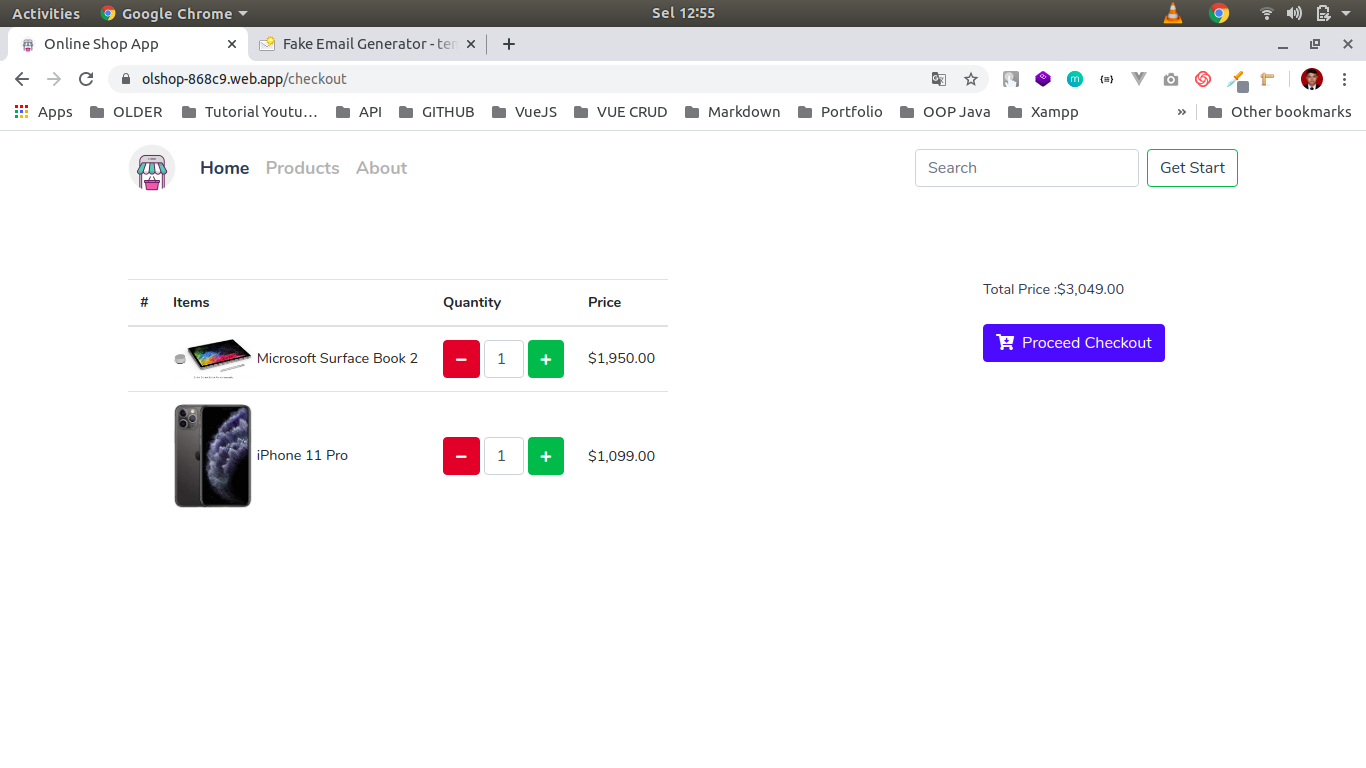 Activities Google Chrome Sel 12:55
Online Shop App Fake Email Generator - ten
olshop-868c9.web.app/checkout
Apps OLDER Tutorial Youtu… API GITHUB VueJS VUE CRUD Markdown Portfolio OOP Java Xampp » Other bookmarks
Home Products About Search Get Start
# Items Quantity Price
Total Price :$3,049.00
Microsoft Surface Book 2 1 $1,950.00
Proceed Checkout
iPhone 11 Pro 1 $1,099.00